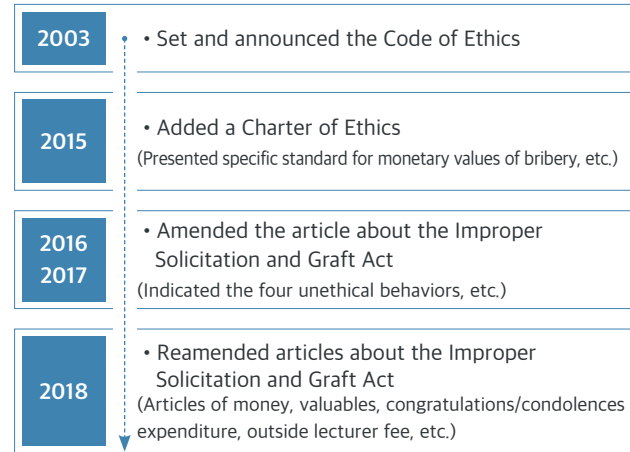 2003
• Set and announced the Code of Ethics
2015
• Added a Charter of Ethics
(Presented specific standard for monetary values of bribery, etc.)
2016
2017
• Amended the article about the Improper
Solicitation and Graft Act
(Indicated the four unethical behaviors, etc.)
2018
• Reamended articles about the Improper
Solicitation and Graft Act
(Articles of money, valuables, congratulations/condolences
expenditure, outside lecturer fee, etc.)